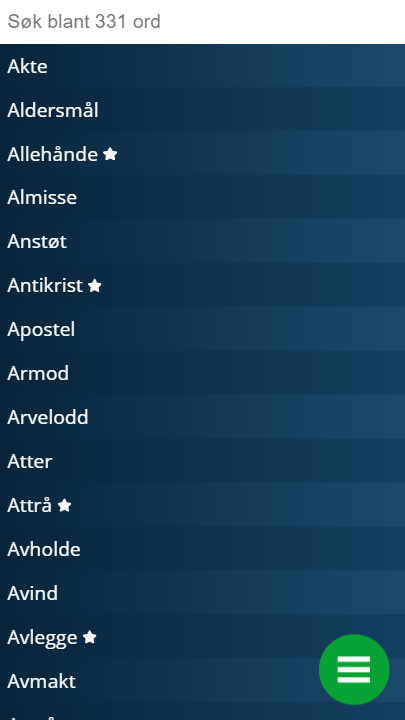 Søk blant 331 ord
Akte
Aldersmål
Allehånde
Almisse
Anstøt
Antikrist
Apostel
Armod
Arvelodd
Atter
Attrå
Avholde
Avind
Avlegge
Avmakt